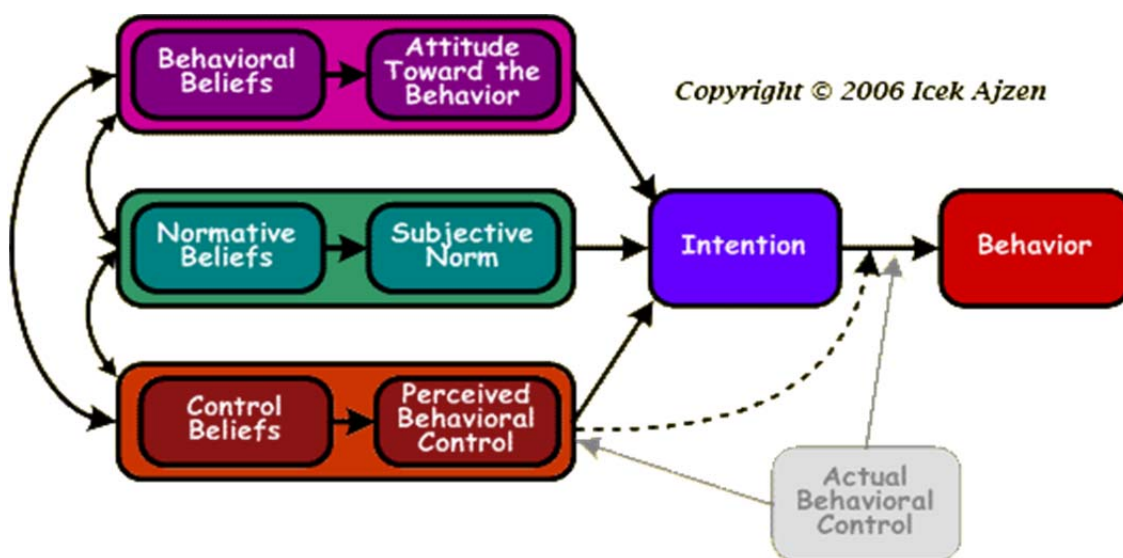 Behavioral
Beliefs
Attitude
Toward the
Behavior
Copyright © 2006 Icek Ajzen
Normative
Beliefs
Subjective
Norm
Intention
Behavior
Control
Beliefs
Perceived
Behavioral
Control
Actual
Behavioral
Control